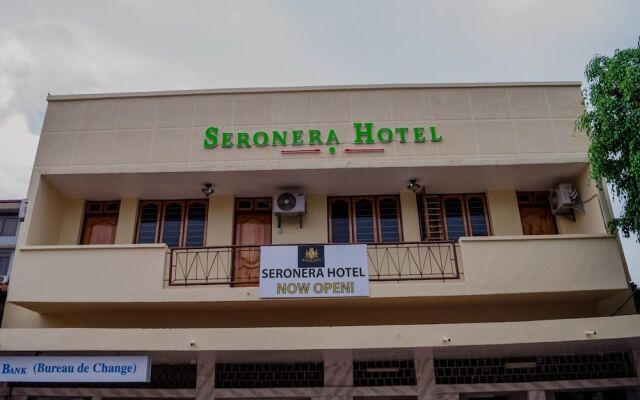 SERONERA HOTEL
SERONERA HOTEL
NOW OPEN!
BANK (Bureau de Change)